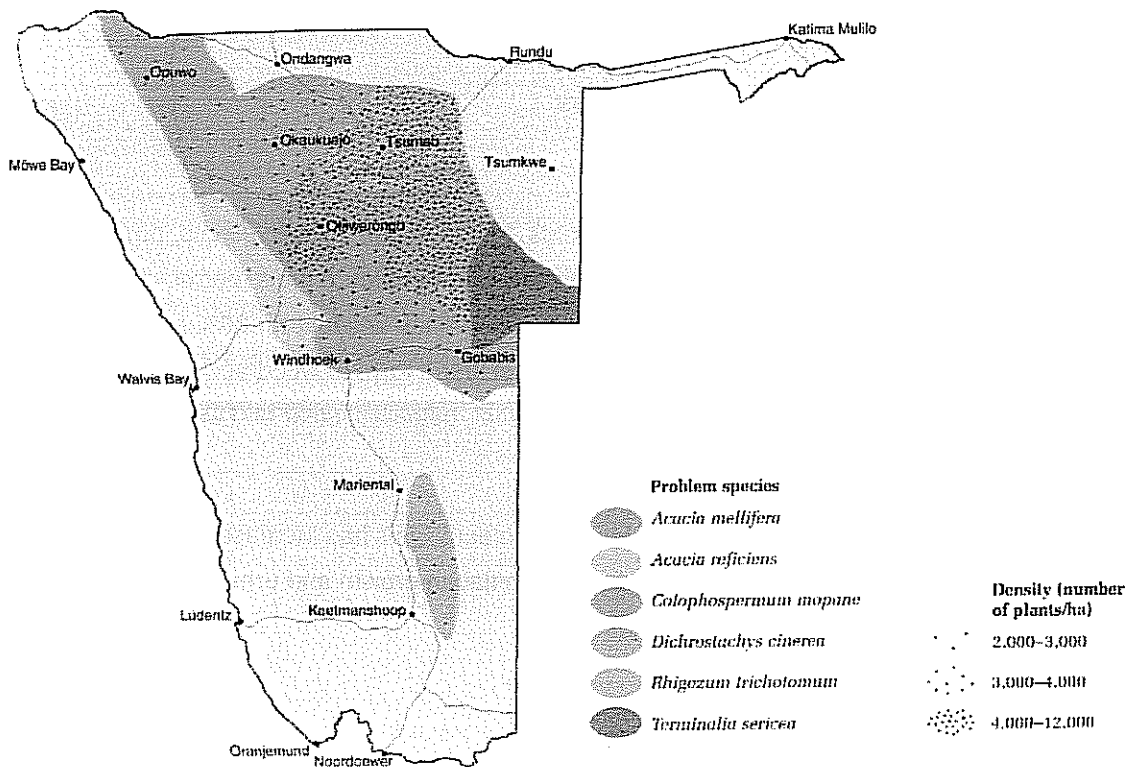 Katima Mulilo
Rundu
Ondangwa
Opuwo
Okaukuejo
Tsumeb
Tsumkwe
Möwe Bay
Otjiwarongo
Windhoek
Gobabis
Walvis Bay
Mariental
Keetmanshoop
Lüderitz
Oranjemund
Noordoewer
Problem species
Acacia mellifera
Acacia reficiens
Colophospermum mopane
Dichrostachys cinerea
Rhigozum trichotomum
Terminalia sericea
Density (number
of plants/ha)
2,000–3,000
3,000–4,000
4,000–12,000